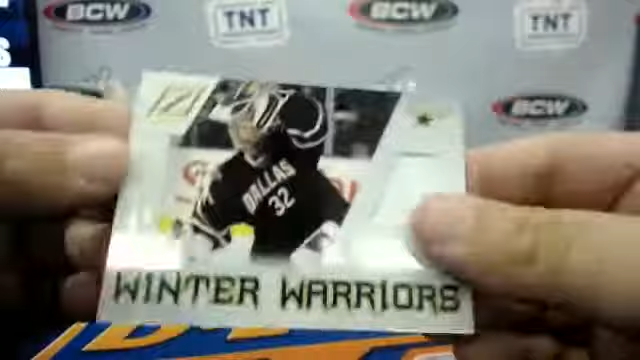 BCW
TNT
BCW
TNT
BCW
S
Z
DALLAS
32
WINTER WARRIORS